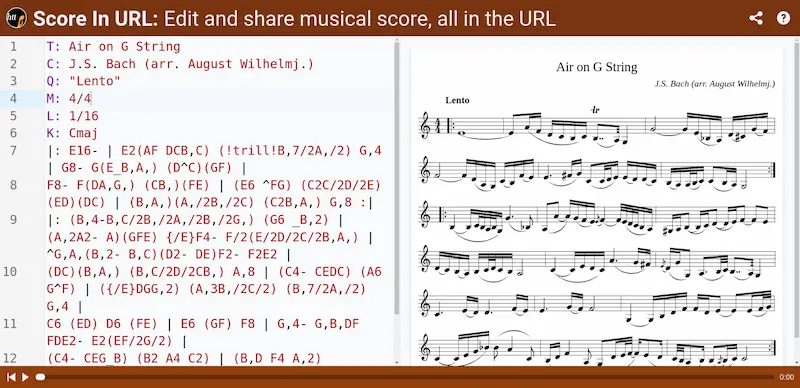 Score In URL: Edit and share musical score, all in the URL
1 T: Air on G String
2 C: J.S. Bach (arr. August Wilhelmj.)
3 Q: "Lento"
4 M: 4/4
5 L: 1/16
6 K: Cmaj
7 |: E16- | E2(AF DCB,C) (!trill!B,7/2A,/2) G,4
| G8- G(E_B,A,) (D^C)(GF) |
8 F8- F(DA,G,) (CB,)(FE) | (E6 ^FG) (C2C/2D/2E)
(ED)(DC) | (B,A,)(A,/2B,/2C) (C2B,A,) G,8 :|
9 |: (B,4-B,C/2B,/2A,/2B,/2G,) (G6 _B,2) |
(A,2A2- A)(GFE) {/E}F4- F/2(E/2D/2C/2B,A,) |
^G,A,(B,2- B,C)(D2- DE)F2- F2E2 |
10 (DC)(B,A,) (B,C/2D/2CB,) A,8 | (C4- CEDC) (A6
G^F) | ({/E}DGG,2) (A,3B,/2C/2) (B,7/2A,/2)
G,4 |
11 C6 (ED) D6 (FE) | E6 (GF) F8 | G,4- G,B,DF
FDE2- E2(EF/2G/2) |
12 (C4- CEG_B) (B2 A4 C2) | (B,D F4 A,2)
Air on G String
J.S. Bach (arr. August Wilhelmj.)
Lento
0:00